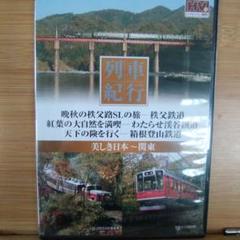 列車紀行
晩秋の秩父路SLの旅―秩父鉄道
紅葉の大自然を満喫―わたらせ渓谷鐵道
天下の険を行く―箱根登山鉄道
美しき日本～関東